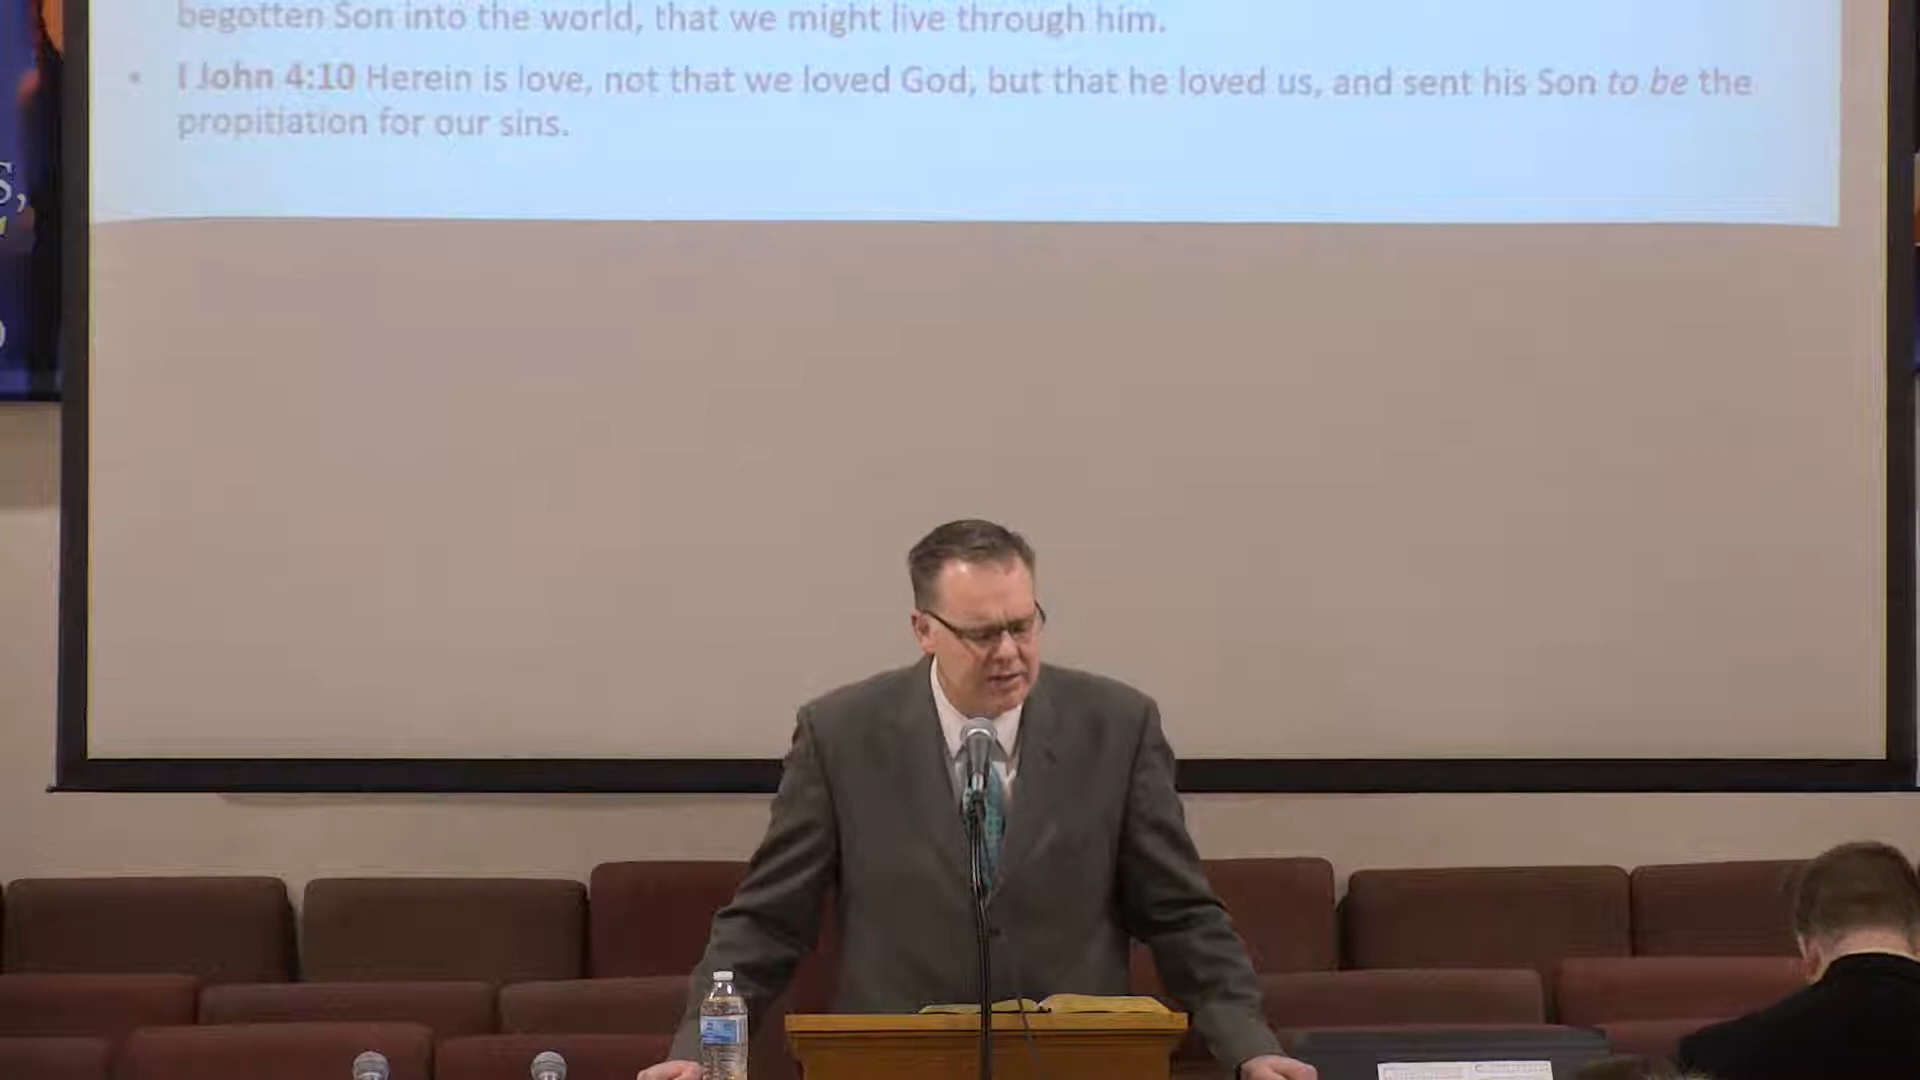 begotten Son into the world, that we might live through him.
• I John 4:10 Herein is love, not that we loved God, but that he loved us, and sent his Son to be the
propitiation for our sins.
s,